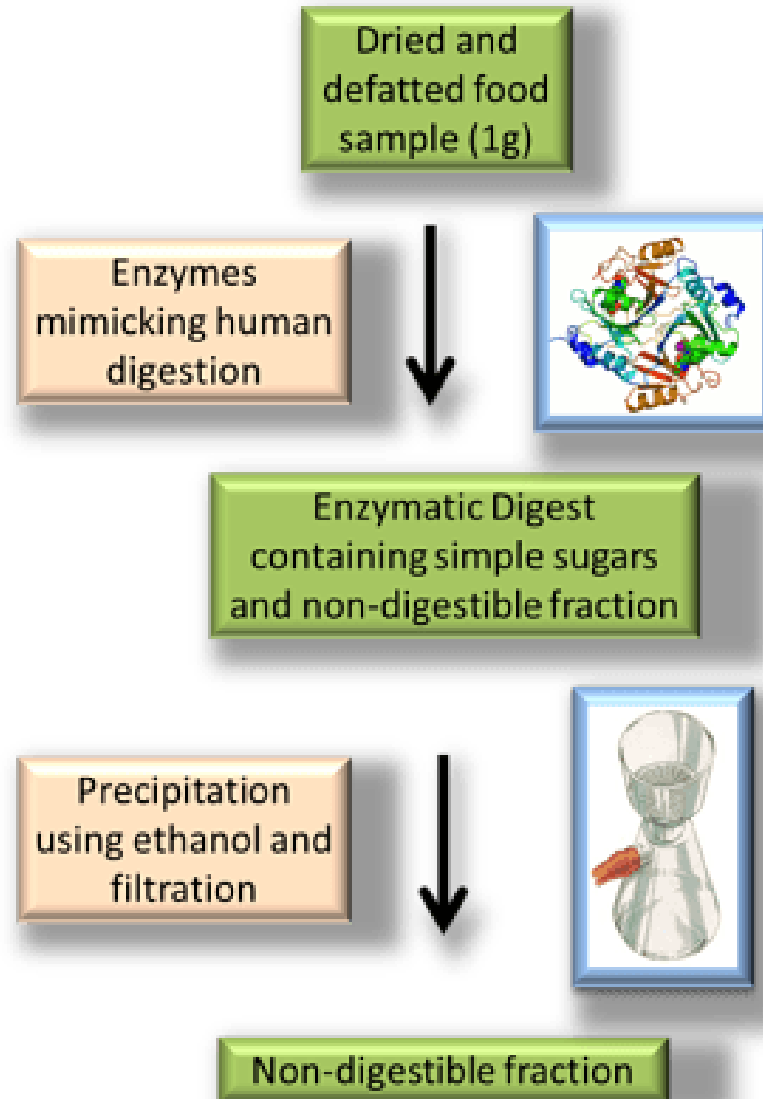 Dried and
defatted food
sample (1g)
Enzymes
mimicking human
digestion
Enzymatic Digest
containing simple sugars
and non-digestible fraction
Precipitation
using ethanol and
filtration
Non-digestible fraction